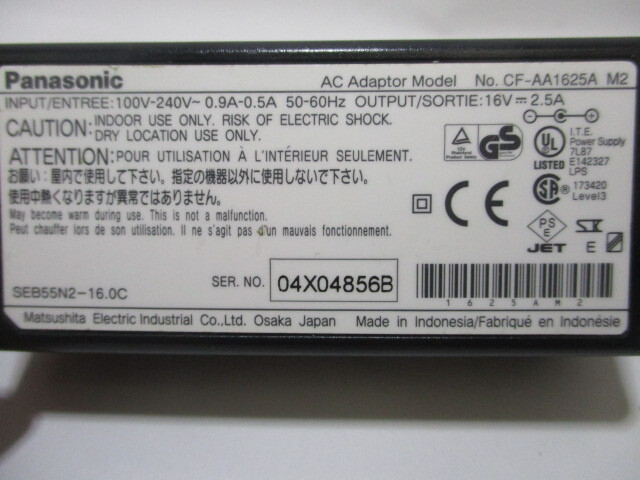 Panasonic AC Adaptor Model No. CF-AA1625A M2
INPUT/ENTREE:100V-240V~ 0.9A-0.5A 50-60Hz OUTPUT/SORTIE:16V⎓2.5A
CAUTION: INDOOR USE ONLY. RISK OF ELECTRIC SHOCK.
DRY LOCATION USE ONLY.
ATTENTION: POUR UTILISATION À L'INTÉRIEUR SEULEMENT.
お願い:屋内で使用して下さい。指定の機器以外に使用しないで下さい。
使用中熱くなりますが異常ではありません。
May become warm during use. This is not a malfunction.
Peut chauffer lors de son utilisation. Il ne s'agit pas d'un mauvais fonctionnement.
GS
UL
LISTED
I.T.E.
Power Supply
7L87
E142327
LPS
173420
Level3
CE
PS
E
JET
E
SEB55N2-16.0C
SER. NO. 04X04856B
1625AM2
Matsushita Electric Industrial Co.,Ltd. Osaka Japan Made in Indonesia/Fabriqué en Indonésie